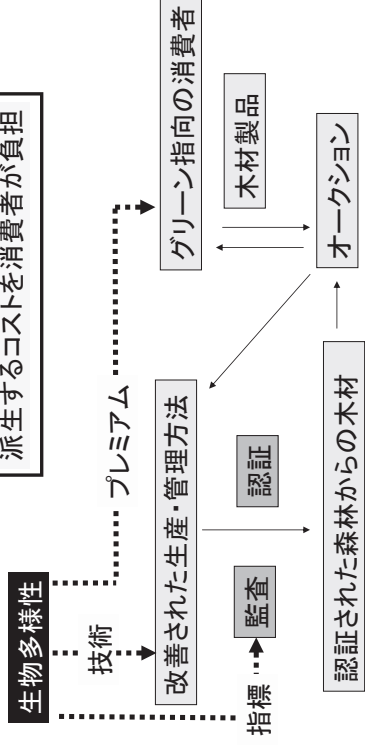 派生するコストを消費者が負担
生物多様性
プレミアム
グリーン指向の消費者
技術
改善された生産・管理方法
木材製品
指標
監査
認証
オークション
認証された森林からの木材